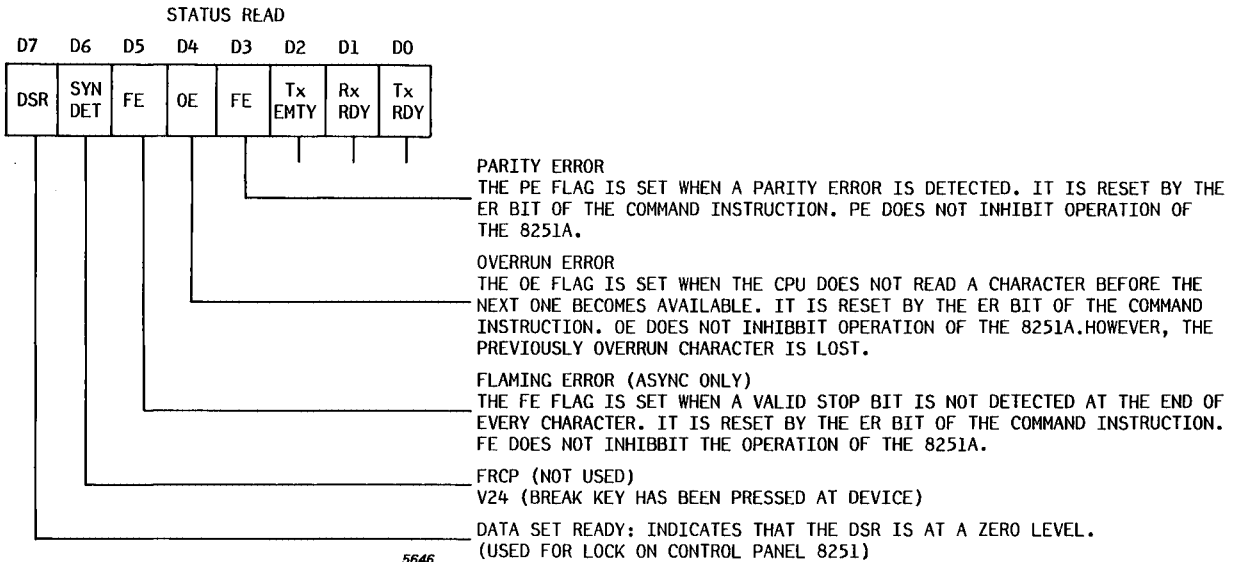 STATUS READ
D7 D6 D5 D4 D3 D2 D1 D0
DSR SYN DET FE OE FE Tx EMTY Rx RDY Tx RDY
PARITY ERROR
THE PE FLAG IS SET WHEN A PARITY ERROR IS DETECTED. IT IS RESET BY THE
ER BIT OF THE COMMAND INSTRUCTION. PE DOES NOT INHIBIT OPERATION OF
THE 8251A.
OVERRUN ERROR
THE OE FLAG IS SET WHEN THE CPU DOES NOT READ A CHARACTER BEFORE THE
NEXT ONE BECOMES AVAILABLE. IT IS RESET BY THE ER BIT OF THE COMMAND
INSTRUCTION. OE DOES NOT INHIBBIT OPERATION OF THE 8251A.HOWEVER, THE
PREVIOUSLY OVERRUN CHARACTER IS LOST.
FLAMING ERROR (ASYNC ONLY)
THE FE FLAG IS SET WHEN A VALID STOP BIT IS NOT DETECTED AT THE END OF
EVERY CHARACTER. IT IS RESET BY THE ER BIT OF THE COMMAND INSTRUCTION.
FE DOES NOT INHIBBIT THE OPERATION OF THE 8251A.
FRCP (NOT USED)
V24 (BREAK KEY HAS BEEN PRESSED AT DEVICE)
DATA SET READY: INDICATES THAT THE DSR IS AT A ZERO LEVEL.
(USED FOR LOCK ON CONTROL PANEL 8251)
5646